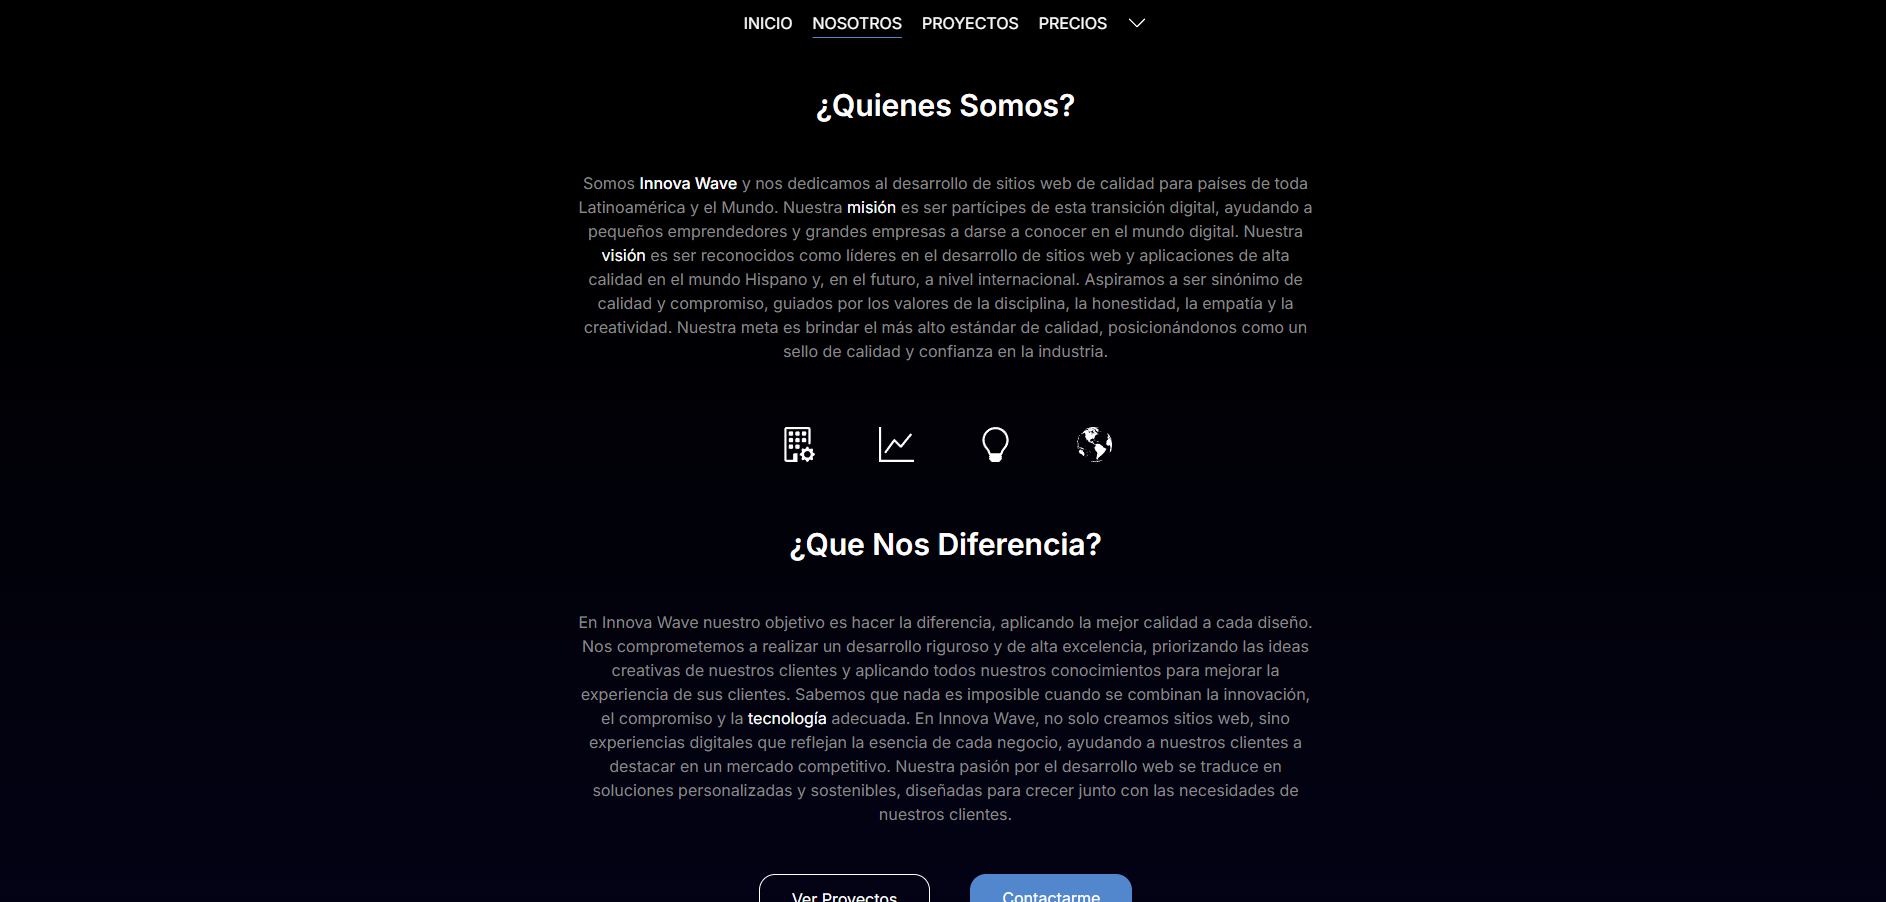 INICIO NOSOTROS PROYECTOS PRECIOS
¿Quienes Somos?
Somos Innova Wave y nos dedicamos al desarrollo de sitios web de calidad para países de toda
Latinoamérica y el Mundo. Nuestra misión es ser partícipes de esta transición digital, ayudando a
pequeños emprendedores y grandes empresas a darse a conocer en el mundo digital. Nuestra
visión es ser reconocidos como líderes en el desarrollo de sitios web y aplicaciones de alta
calidad en el mundo Hispano y, en el futuro, a nivel internacional. Aspiramos a ser sinónimo de
calidad y compromiso, guiados por los valores de la disciplina, la honestidad, la empatía y la
creatividad. Nuestra meta es brindar el más alto estándar de calidad, posicionándonos como un
sello de calidad y confianza en la industria.
¿Que Nos Diferencia?
En Innova Wave nuestro objetivo es hacer la diferencia, aplicando la mejor calidad a cada diseño.
Nos comprometemos a realizar un desarrollo riguroso y de alta excelencia, priorizando las ideas
creativas de nuestros clientes y aplicando todos nuestros conocimientos para mejorar la
experiencia de sus clientes. Sabemos que nada es imposible cuando se combinan la innovación,
el compromiso y la tecnología adecuada. En Innova Wave, no solo creamos sitios web, sino
experiencias digitales que reflejan la esencia de cada negocio, ayudando a nuestros clientes a
destacar en un mercado competitivo. Nuestra pasión por el desarrollo web se traduce en
soluciones personalizadas y sostenibles, diseñadas para crecer junto con las necesidades de
nuestros clientes.
Ver Proyectos Contactarme